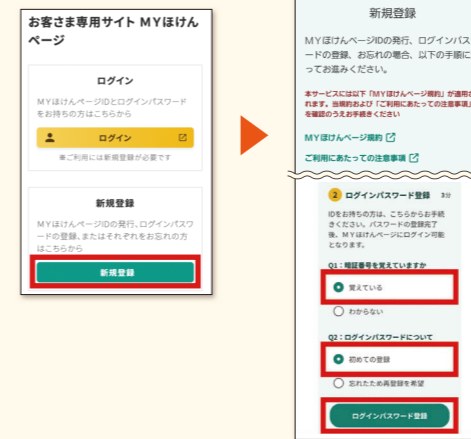 お客さま専用サイト MYほけん
ページ
ログイン
MYほけんページIDとログインパスワード
をお持ちの方はこちらから
ログイン
※ご利用には新規登録が必要です
新規登録
MYほけんページIDの発行、ログインパスワ
ードの登録、またはそれぞれをお忘れの方
はこちらから
新規登録
新規登録
MYほけんページIDの発行、ログインパス
ードの登録、お忘れの場合、以下の手順に
ってお進みください。
本サービスには以下「MYほけんページ規約」が適用さ
れます。当規約および「ご利用にあたっての注意事項」
を確認のうえお手続きください
MYほけんページ規約
ご利用にあたっての注意事項
2 ログインパスワード登録 3分
IDをお持ちの方は、こちらからお手続
きください。パスワードの登録完了
後、MYほけんページにログイン可能
となります。
Q1:暗証番号を覚えていますか
覚えている
わからない
Q2:ログインパスワードについて
初めての登録
忘れたため再登録を希望
ログインパスワード登録